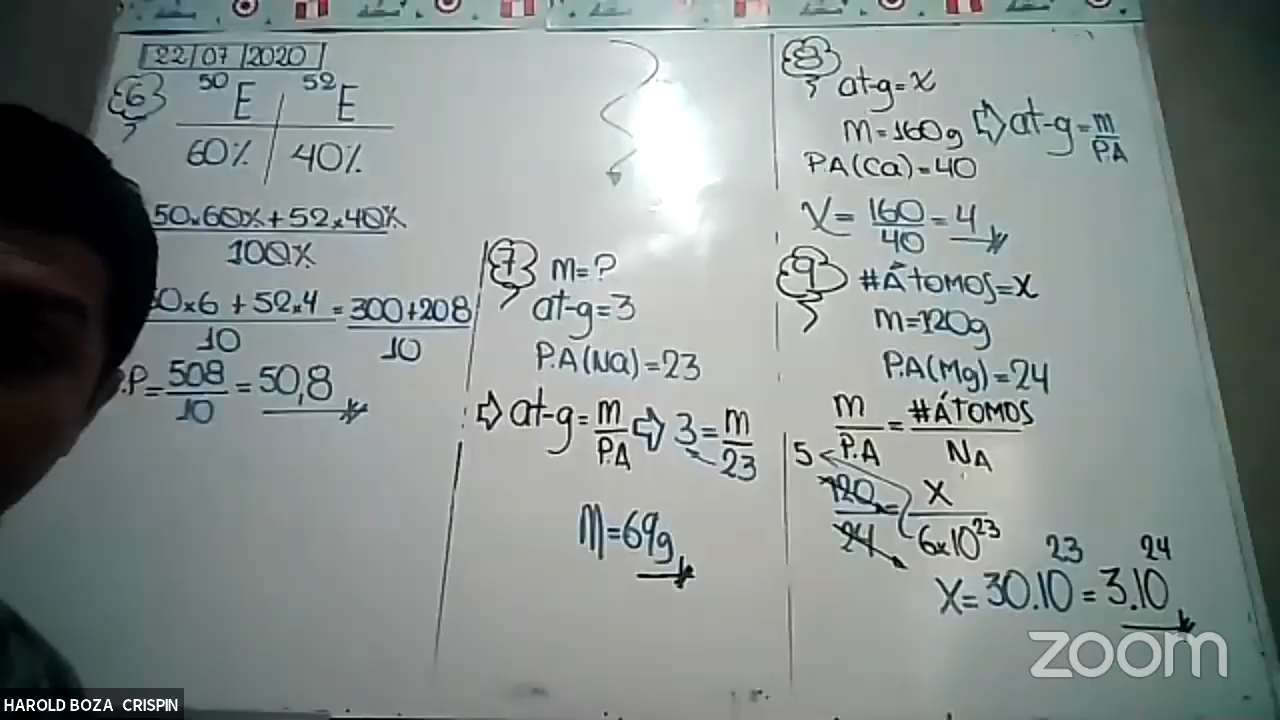 22/07/2020
6
50E 52E
60% 40%
50x60%+52x40%
100%
0x6 + 52x4 = 300+208
10 10
.P= 508 = 50,8
10
7 m=?
at-g=3
P.A(Na)=23
⇨ at-g= m ⇨ 3= m
P.A 23
M=69g
8
at-g=x
m=160g ⇨ at-g= m
P.A(Ca)=40 PA
X= 160 = 4
40
9 #ÁTOMOS=X
m=120g
P.A(Mg)=24
m = #ÁTOMOS
P.A NA
5
120 = X
24 6x10^23
X=30.10^23=3.10^24
zoom
HAROLD BOZA CRISPIN